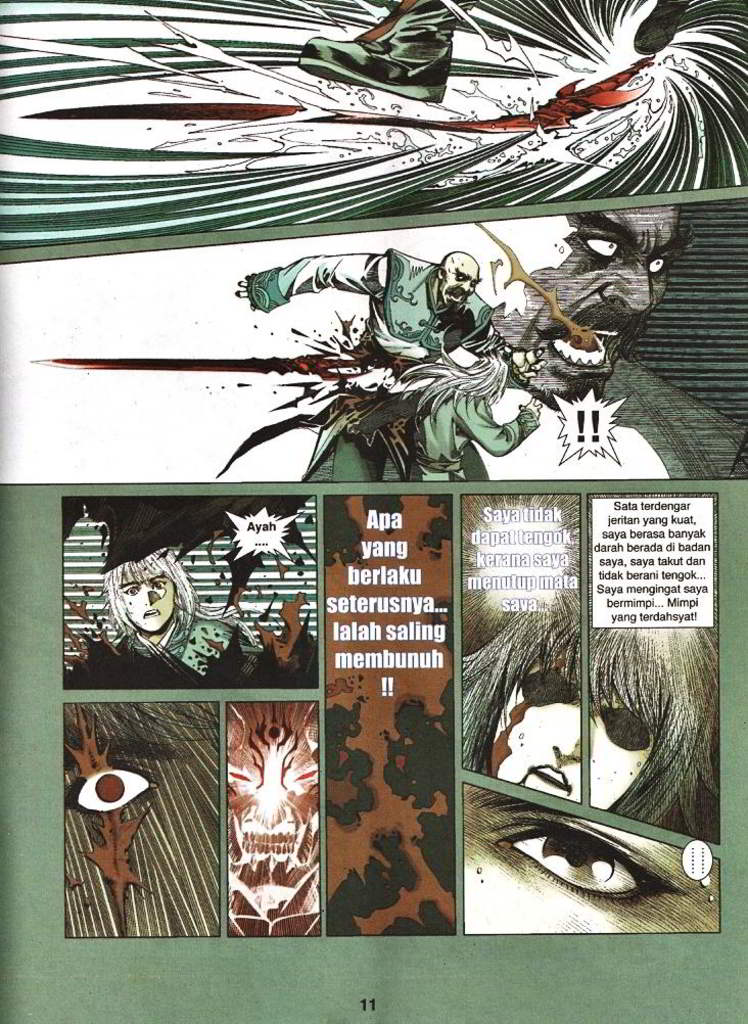 !!
Ayah
....
Apa
yang
berlaku
seterusnya...
Ialah saling
membunuh
!!
Saya tidak
dapat tengok.
kerana saya
menutup mata
saya...
Sata terdengar
jeritan yang kuat,
saya berasa banyak
darah berada di badan
saya, saya takut dan
tidak berani tengok...
Saya mengingat saya
bermimpi... Mimpi
yang terdahsyat!
......
11